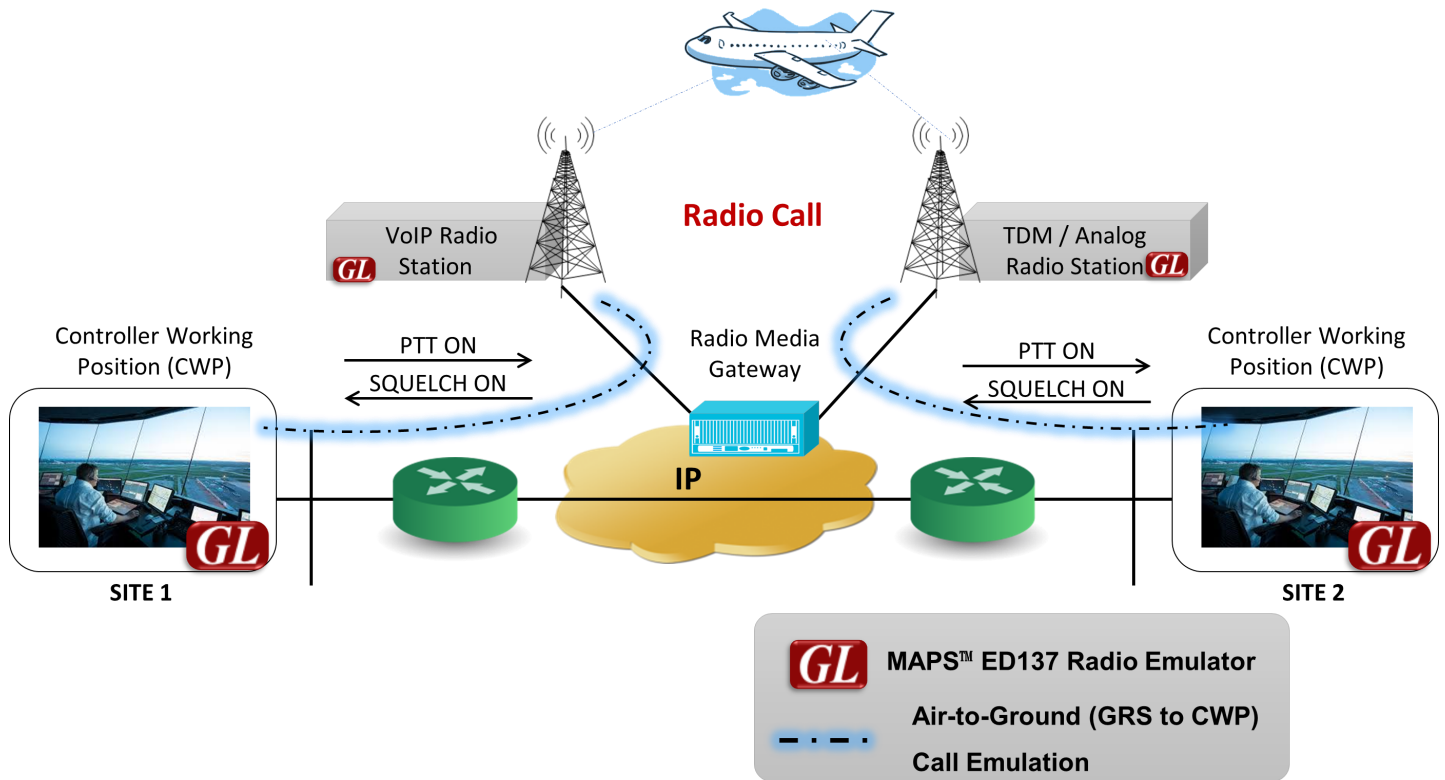 Radio Call
VoIP Radio
Station
GL
TDM / Analog
Radio Station
GL
Controller Working
Position (CWP)
PTT ON
SQUELCH ON
Radio Media
Gateway
PTT ON
SQUELCH ON
Controller Working
Position (CWP)
IP
GL
SITE 1
GL
SITE 2
GL
MAPS™ ED137 Radio Emulator
Air-to-Ground (GRS to CWP)
Call Emulation